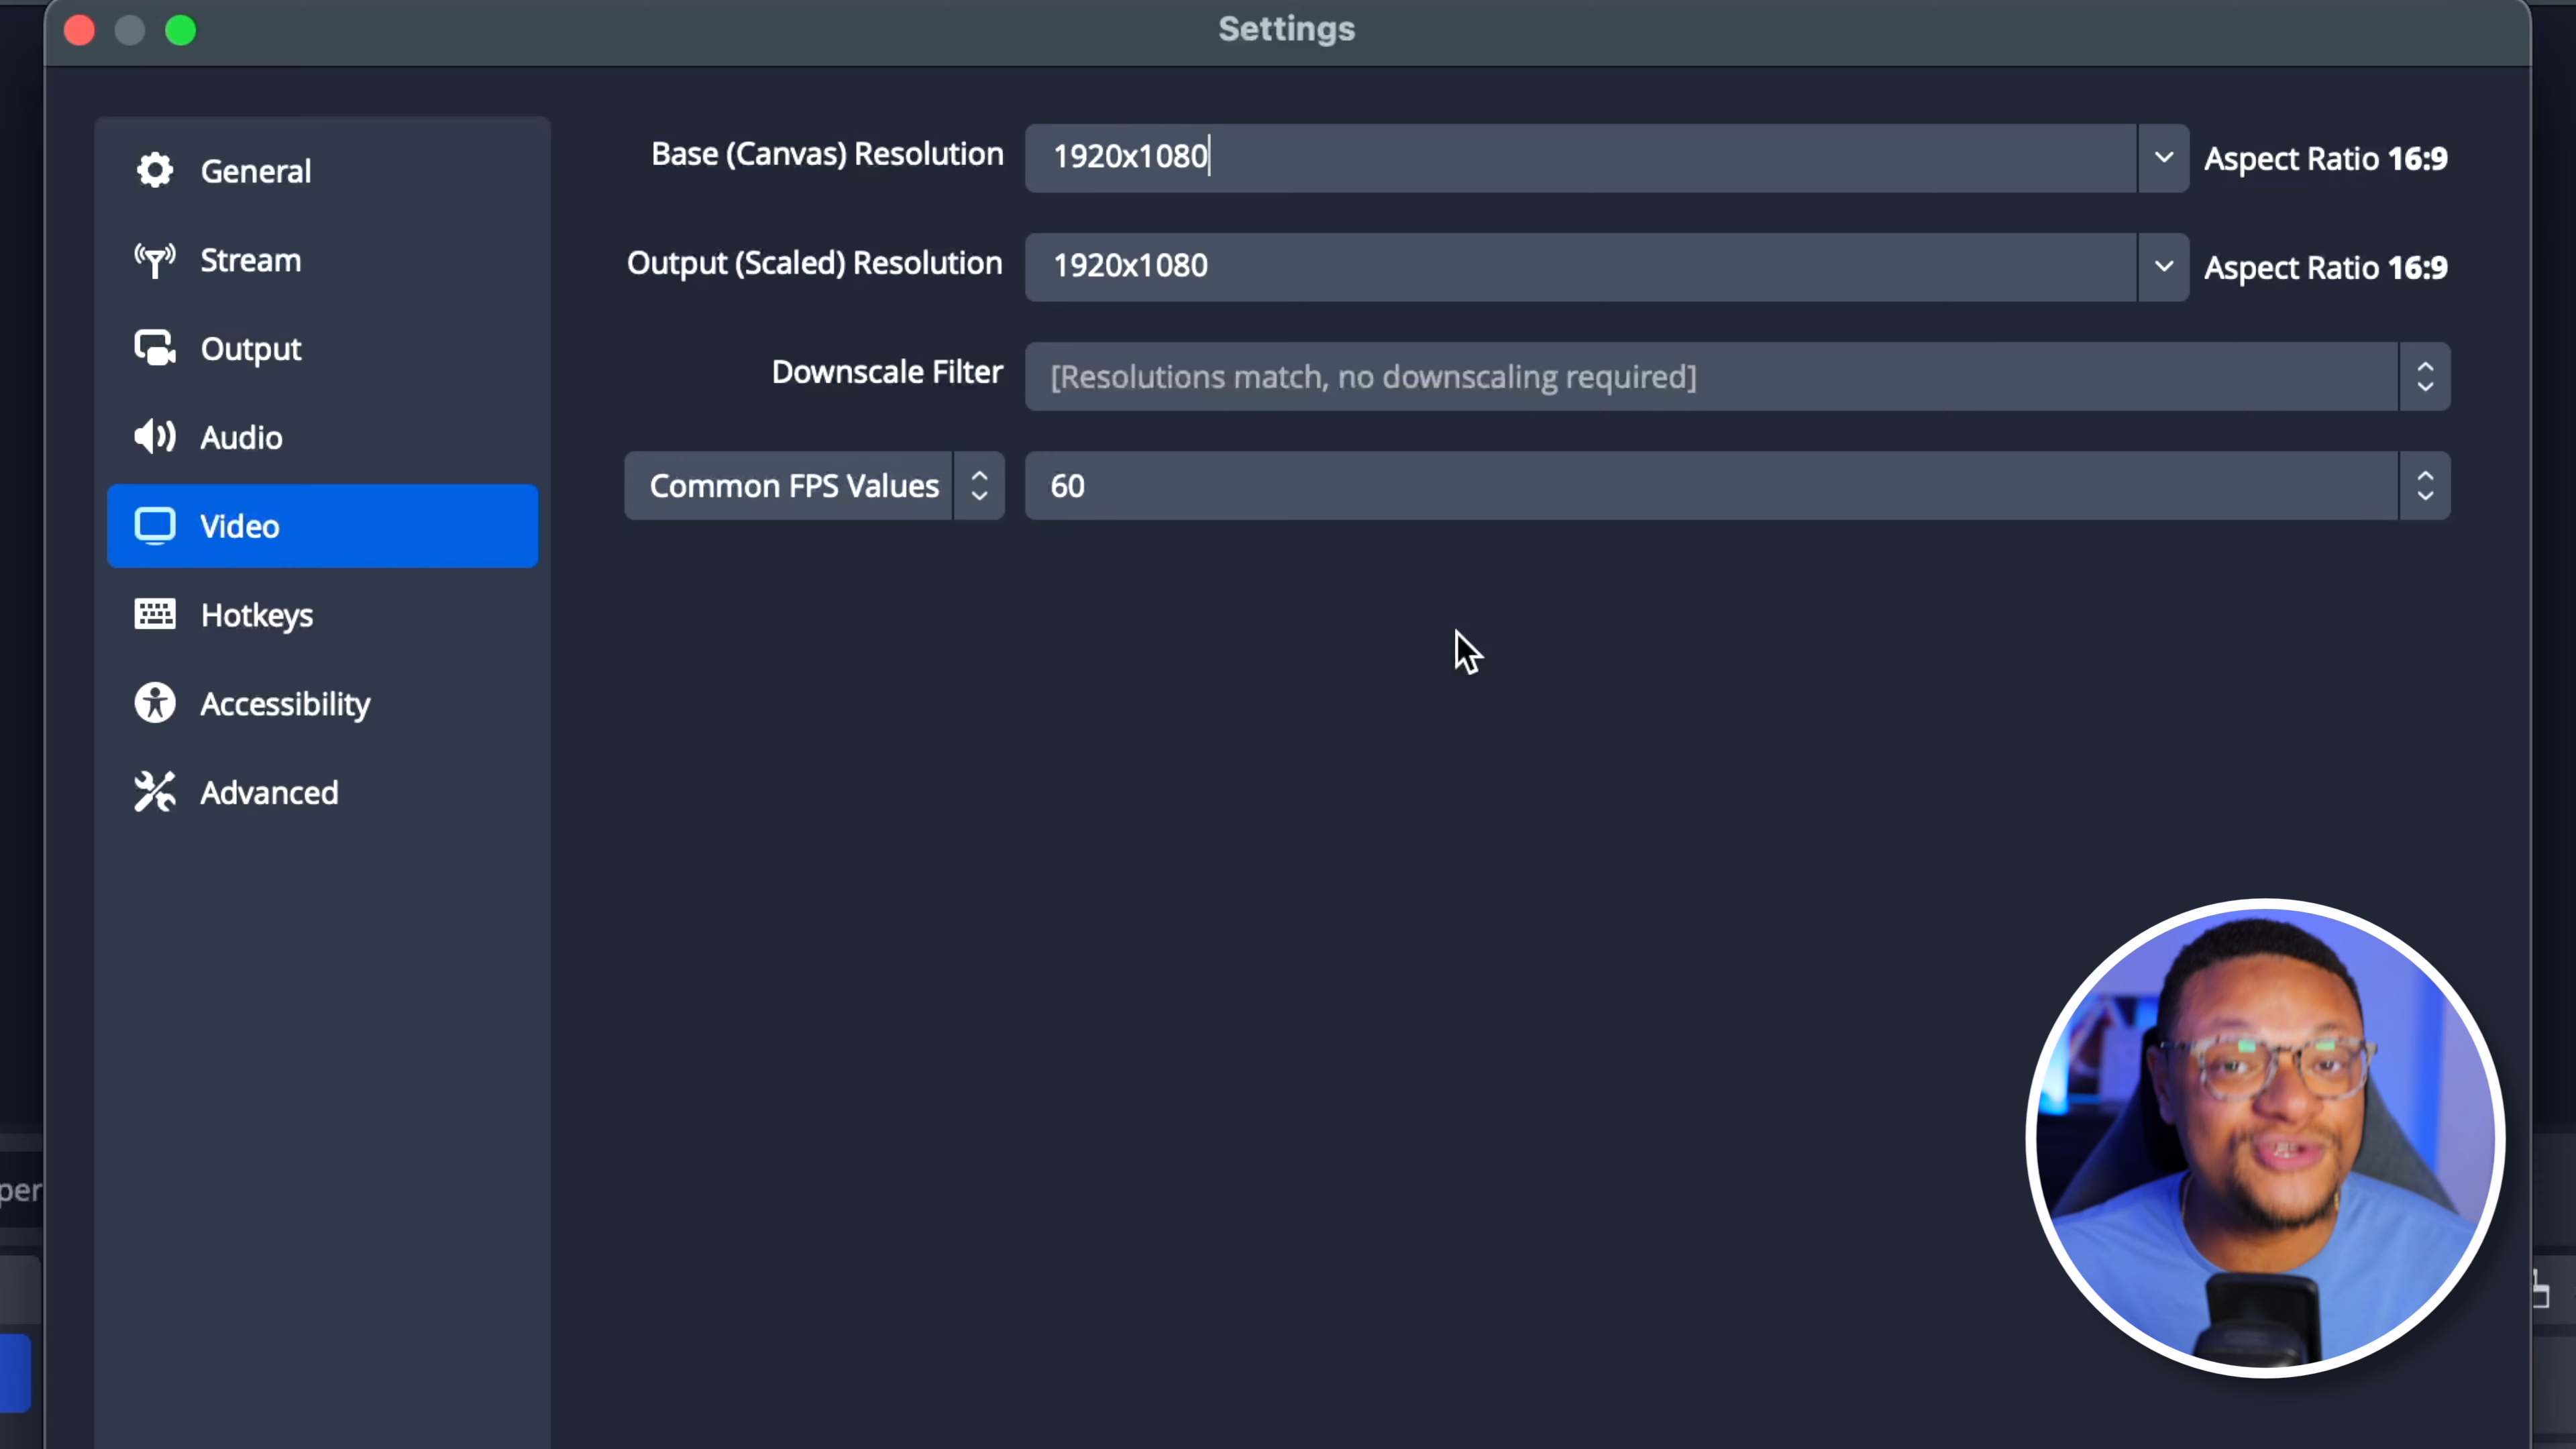 Settings
General
Stream
Output
Audio
Video
Hotkeys
Accessibility
Advanced
Base (Canvas) Resolution 1920x1080 Aspect Ratio 16:9
Output (Scaled) Resolution 1920x1080 Aspect Ratio 16:9
Downscale Filter [Resolutions match, no downscaling required]
Common FPS Values 60
per